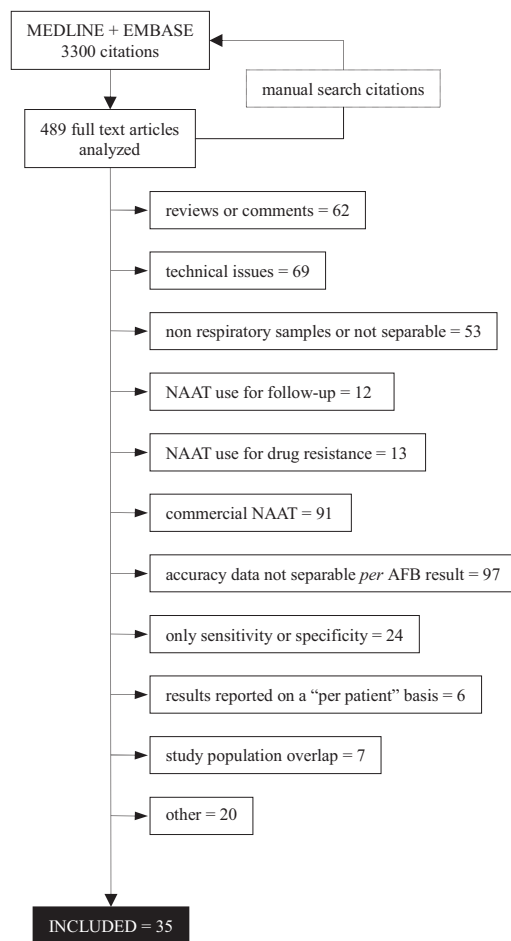 MEDLINE + EMBASE
3300 citations
manual search citations
489 full text articles
analyzed
reviews or comments = 62
technical issues = 69
non respiratory samples or not separable = 53
NAAT use for follow-up = 12
NAAT use for drug resistance = 13
commercial NAAT = 91
accuracy data not separable per AFB result = 97
only sensitivity or specificity = 24
results reported on a “per patient” basis = 6
study population overlap = 7
other = 20
INCLUDED = 35